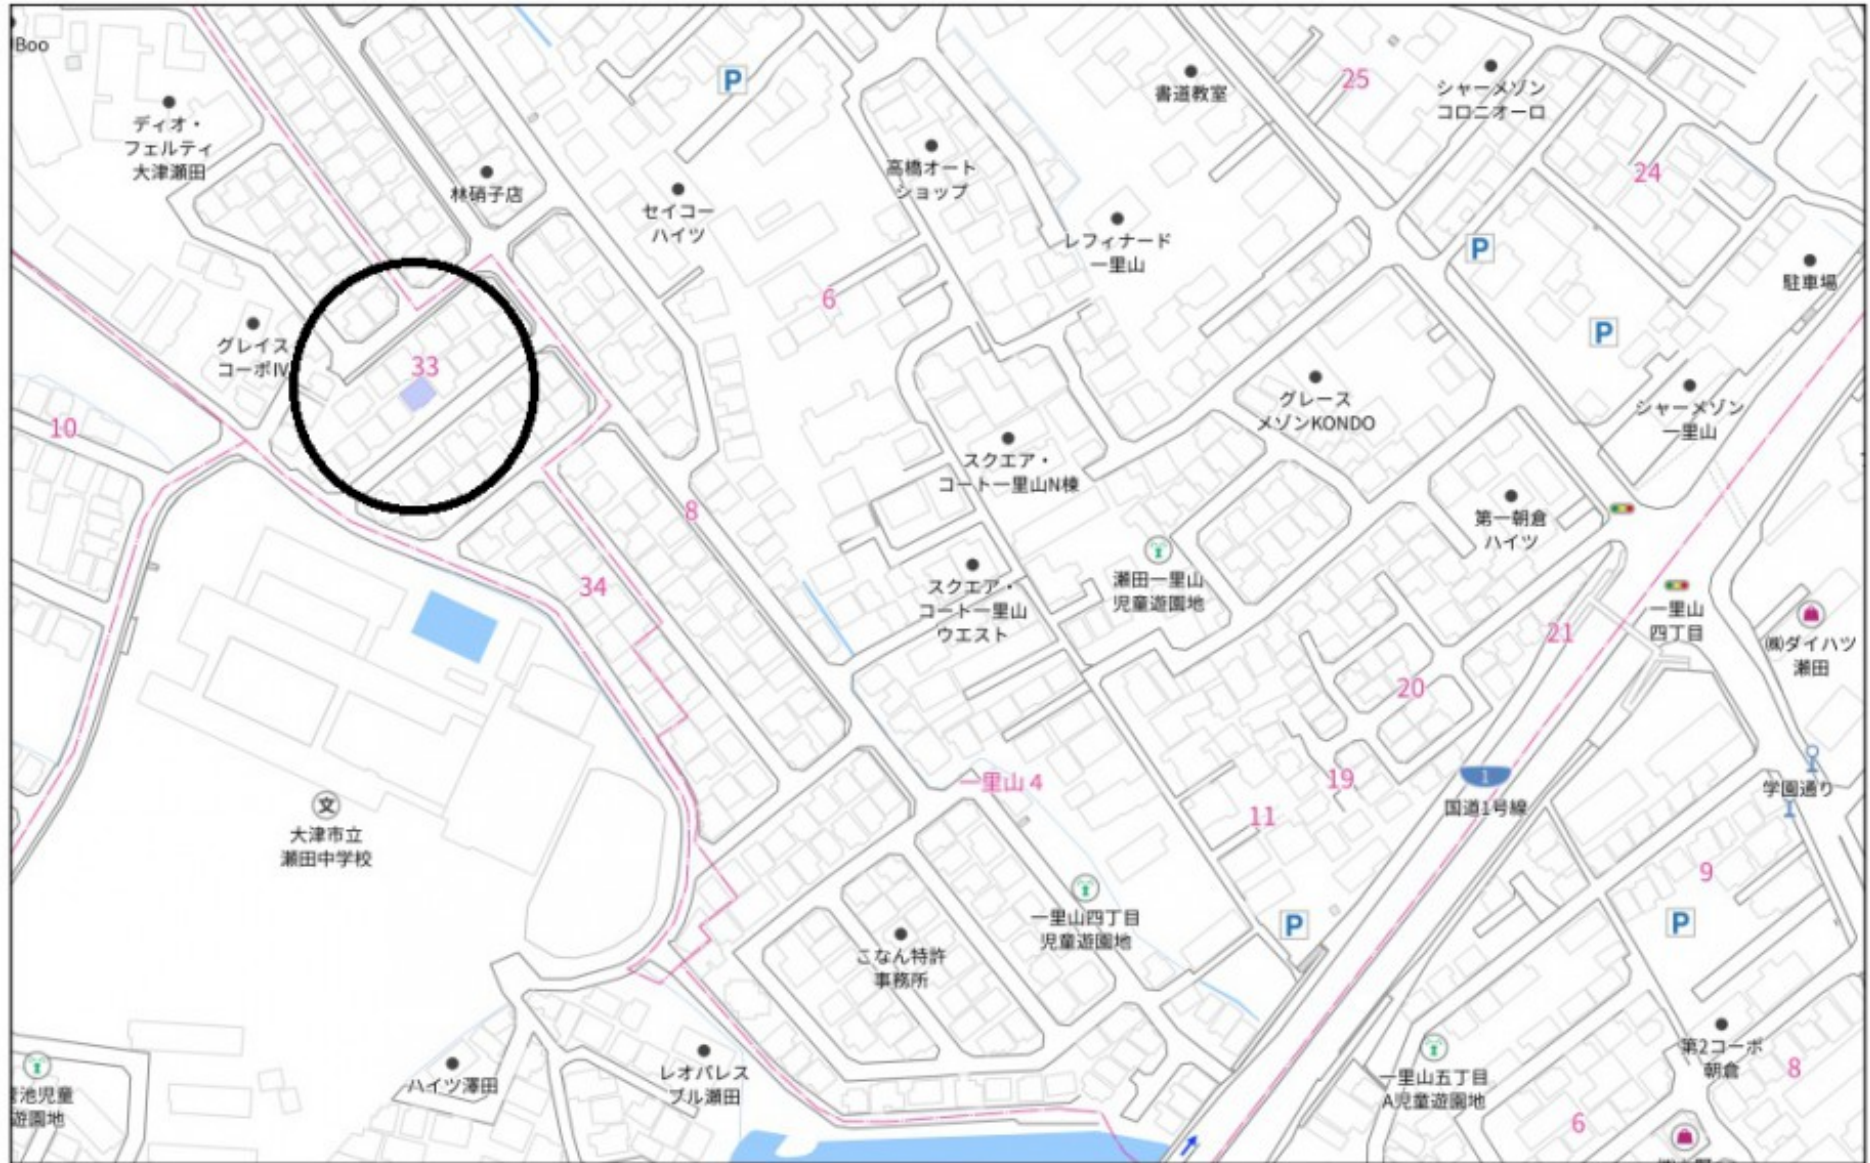 Boo
P
書道教室
25
シャーメゾン
コロニオーロ
ディオ・
フェルティ
大津瀬田
林硝子店
高橋オート
ショップ
24
セイコー
ハイツ
レフィナード
一里山
P
駐車場
6
P
グレイス
コーポⅣ
33
グレース
メゾンKONDO
シャーメゾン
一里山
10
スクエア・
コート一里山N棟
8
第一朝倉
ハイツ
瀬田一里山
児童遊園地
34
スクエア・
コート一里山
ウエスト
一里山
四丁目
21
㈱ダイハツ
瀬田
20
一里山4
19
1
国道1号線
学園通り
11
大津市立
瀬田中学校
文
9
P
P
一里山四丁目
児童遊園地
こなん特許
事務所
第2コーポ
朝倉
8
ハイツ澤田
レオパレス
ブル瀬田
一里山五丁目
A児童遊園地
池児童
遊園地
6